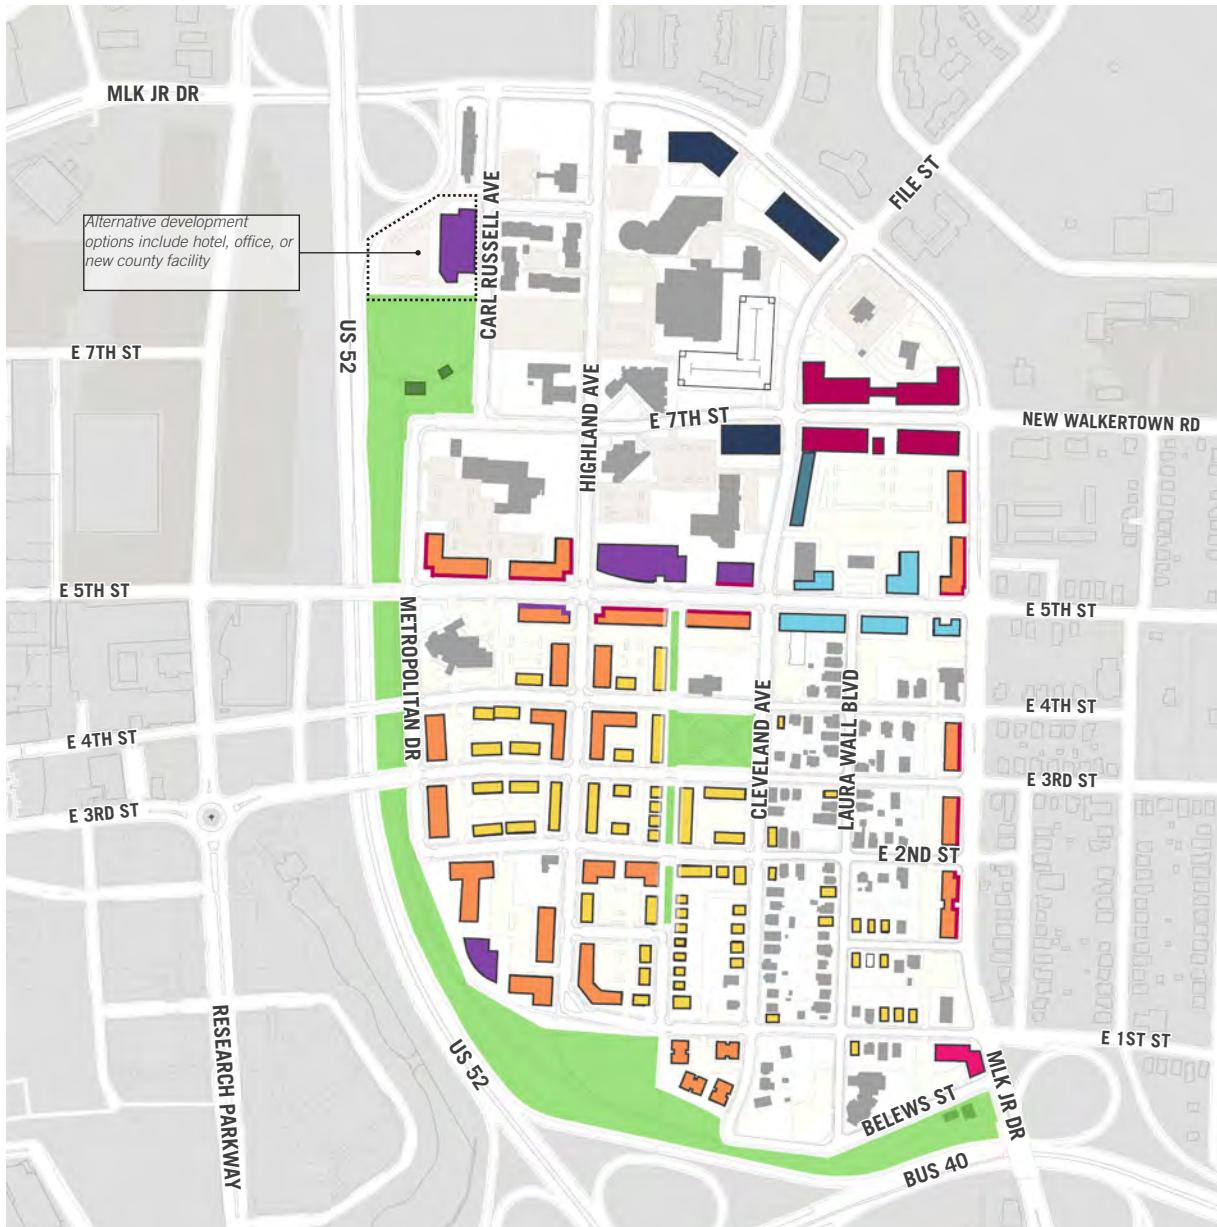 MLK JR DR
FILE ST
CARL RUSSELL AVE
Alternative development
options include hotel, office, or
new county facility
US 52
E 7TH ST
HIGHLAND AVE
E 7TH ST
NEW WALKERTOWN RD
E 5TH ST
METROPOLITAN DR
E 5TH ST
CLEVELAND AVE
LAURA WALL BLVD
E 4TH ST
E 4TH ST
E 3RD ST
E 3RD ST
E 2ND ST
RESEARCH PARKWAY
US 52
E 1ST ST
MLK JR DR
BELEWS ST
BUS 40